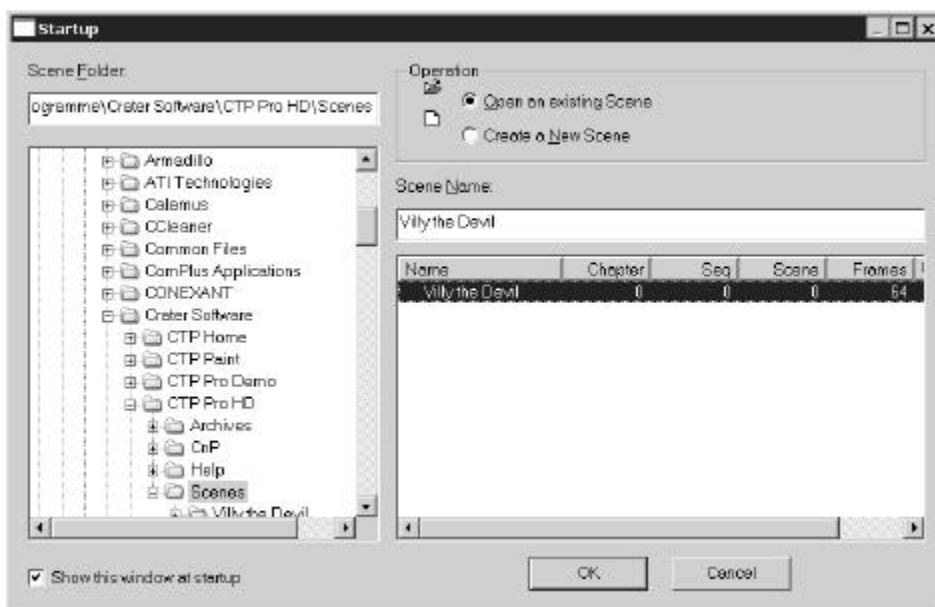 Startup
Scene Folder:
ogramme\Crater Software\CTP Pro HD\Scenes
Armadillo
ATI Technologies
Calamus
CCleaner
Common Files
ComPlus Applications
CONEXANT
Crater Software
CTP Home
CTP Paint
CTP Pro Demo
CTP Pro HD
Archives
CnP
Help
Scenes
Villy the Devil
Show this window at startup
Operation
Open an existing Scene
Create a New Scene
Scene Name:
Villy the Devil
Name Chapter Seq Scene Frames
Villy the Devil 0 0 0 64
OK Cancel